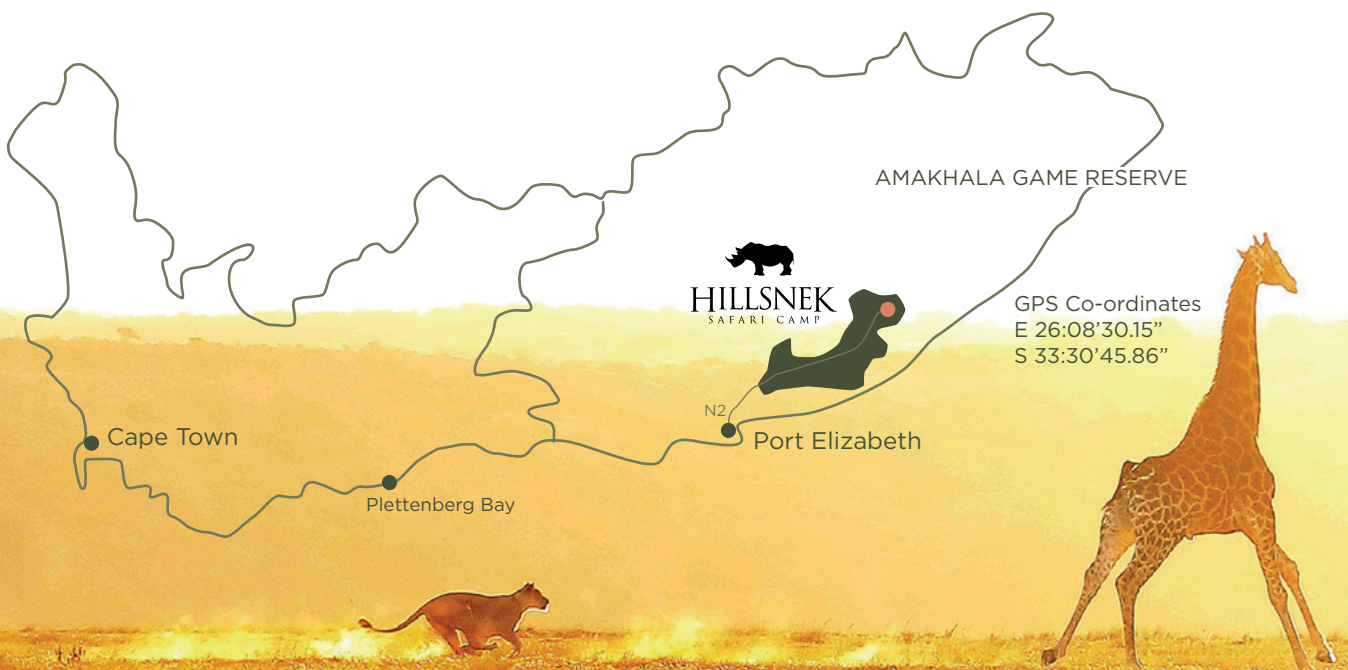 AMAKHALA GAME RESERVE
HILLSNEK
SAFARI CAMP
GPS Co-ordinates
E 26:08’30.15”
S 33:30’45.86”
N2
Cape Town
Port Elizabeth
Plettenberg Bay